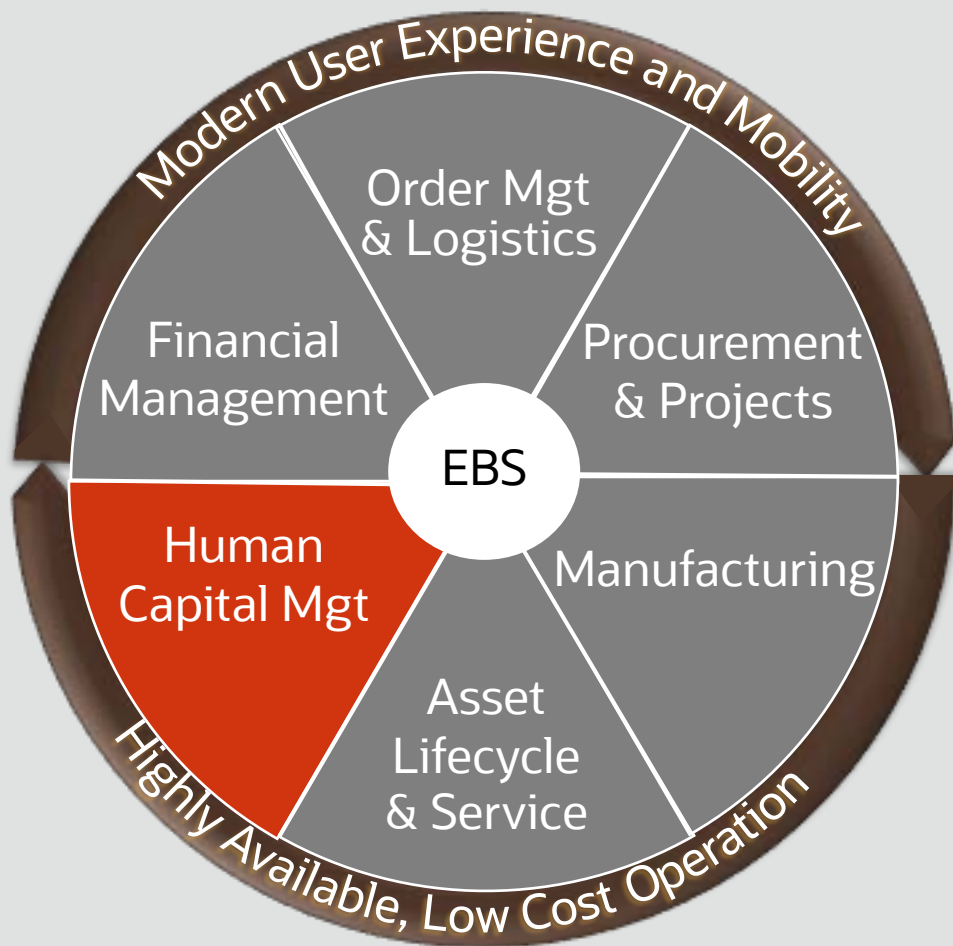 Modern User Experience and Mobility
Order Mgt
& Logistics
Financial
Management
Procurement
& Projects
EBS
Human
Capital Mgt
Manufacturing
Asset
Lifecycle
& Service
Highly Available, Low Cost Operation